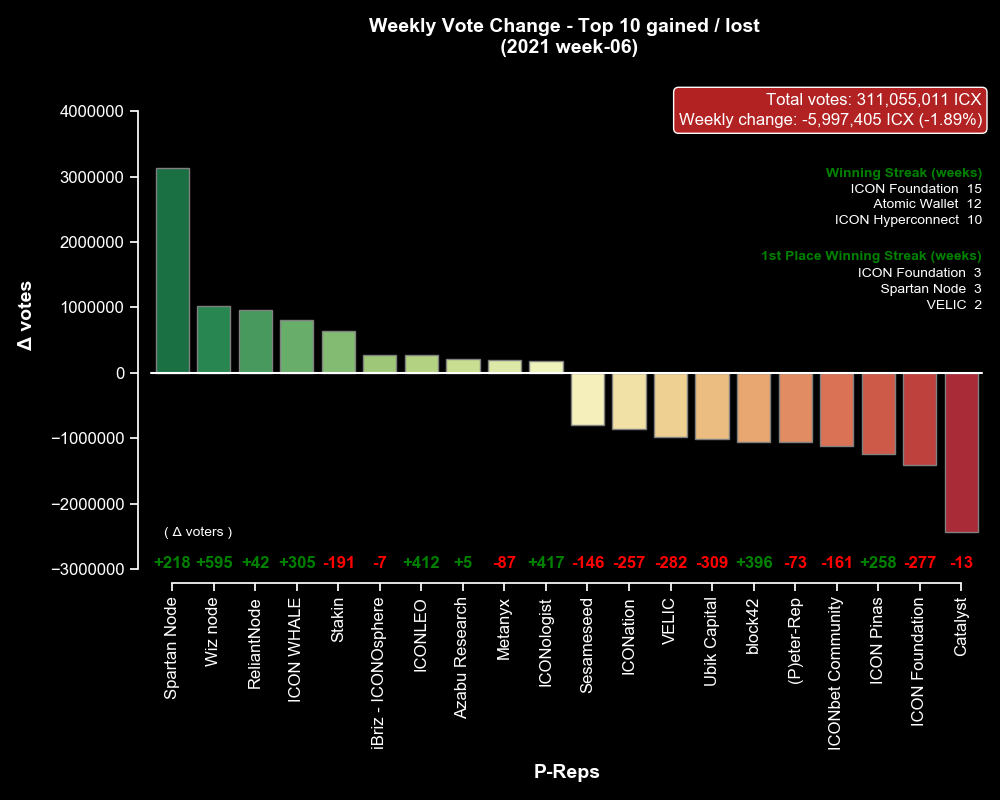 Weekly Vote Change - Top 10 gained / lost
(2021 week-06)
Total votes: 311,055,011 ICX
Weekly change: -5,997,405 ICX (-1.89%)
Winning Streak (weeks)
ICON Foundation 15
Atomic Wallet 12
ICON Hyperconnect 10
1st Place Winning Streak (weeks)
ICON Foundation 3
Spartan Node 3
VELIC 2
Δ votes
4000000
3000000
2000000
1000000
0
−1000000
−2000000
−3000000
( Δ voters )
+218 +595 +42 +305 -191 -7 +412 +5 -87 +417 -146 -257 -282 -309 +396 -73 -161 +258 -277 -13
Spartan Node
Wiz node
ReliantNode
ICON WHALE
Stakin
iBriz - ICONOsphere
ICONLEO
Azabu Research
Metanyx
ICONologist
Sesameseed
ICONation
VELIC
Ubik Capital
block42
(P)eter-Rep
ICONbet Community
ICON Pinas
ICON Foundation
Catalyst
P-Reps